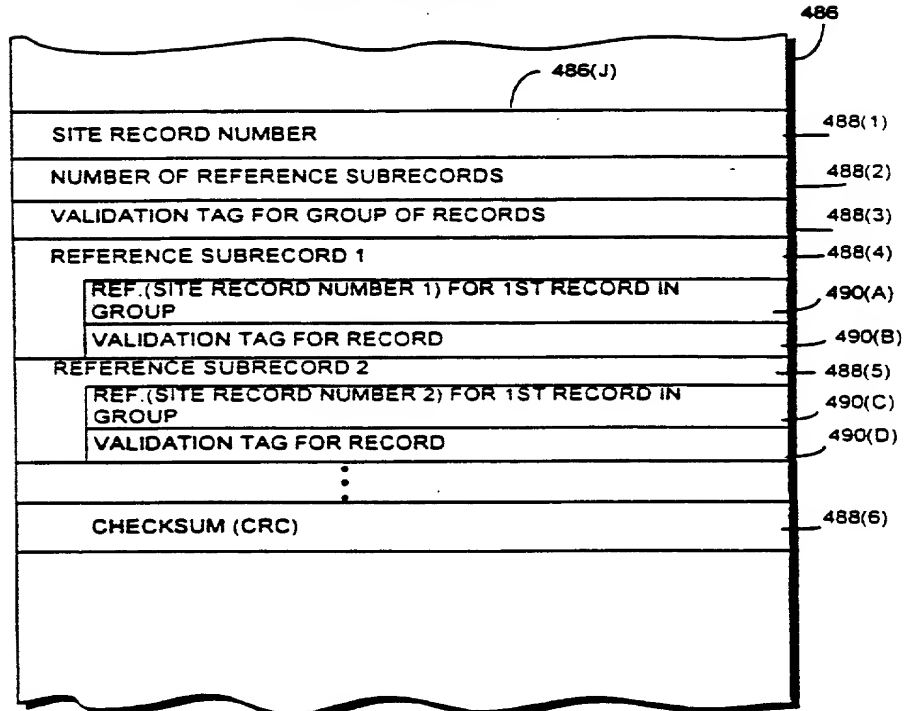 486
486(J)
SITE RECORD NUMBER 488(1)
NUMBER OF REFERENCE SUBRECORDS 488(2)
VALIDATION TAG FOR GROUP OF RECORDS 488(3)
REFERENCE SUBRECORD 1 488(4)
REF.(SITE RECORD NUMBER 1) FOR 1ST RECORD IN
GROUP 490(A)
VALIDATION TAG FOR RECORD 490(B)
REFERENCE SUBRECORD 2 488(5)
REF.(SITE RECORD NUMBER 2) FOR 1ST RECORD IN
GROUP 490(C)
VALIDATION TAG FOR RECORD 490(D)
CHECKSUM (CRC) 488(6)